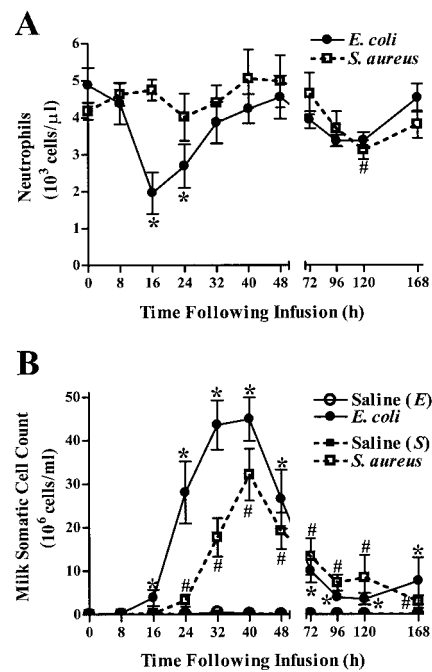 A
E. coli
S. aureus
Neutrophils
(10³ cells/µl)
6
5
4
3
2
1
0
* * #
0 8 16 24 32 40 48 72 96 120 168
Time Following Infusion (h)
B
Saline (E)
E. coli
Saline (S)
S. aureus
Milk Somatic Cell Count
(10⁶ cells/ml)
50
40
30
20
10
0
* * * * * *
# # # # # # # #
* * * #
0 8 16 24 32 40 48 72 96 120 168
Time Following Infusion (h)